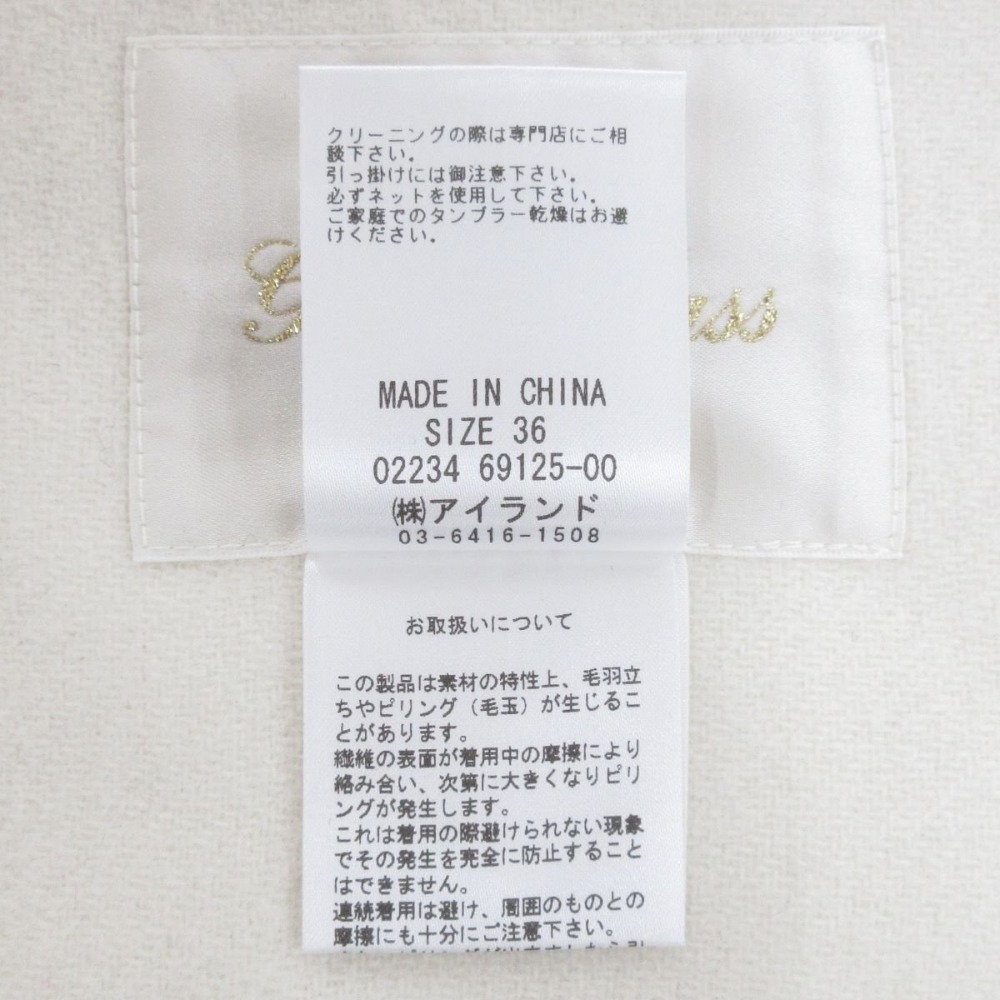 クリーニングの際は専門店にご相
談下さい。
引っ掛けには御注意下さい。
必ずネットを使用して下さい。
ご家庭でのタンブラー乾燥はお避
けください。
MADE IN CHINA
SIZE 36
02234 69125-00
㈱アイランド
03-6416-1508
お取扱いについて
この製品は素材の特性上、毛羽立
ちやピリング（毛玉）が生じるこ
とがあります。
繊維の表面が着用中の摩擦により
絡み合い、次第に大きくなりピリ
ングが発生します。
これは着用の際避けられない現象
でその発生を完全に防止すること
はできません。
連続着用は避け、周囲のものとの
摩擦にも十分にご注意下さい。